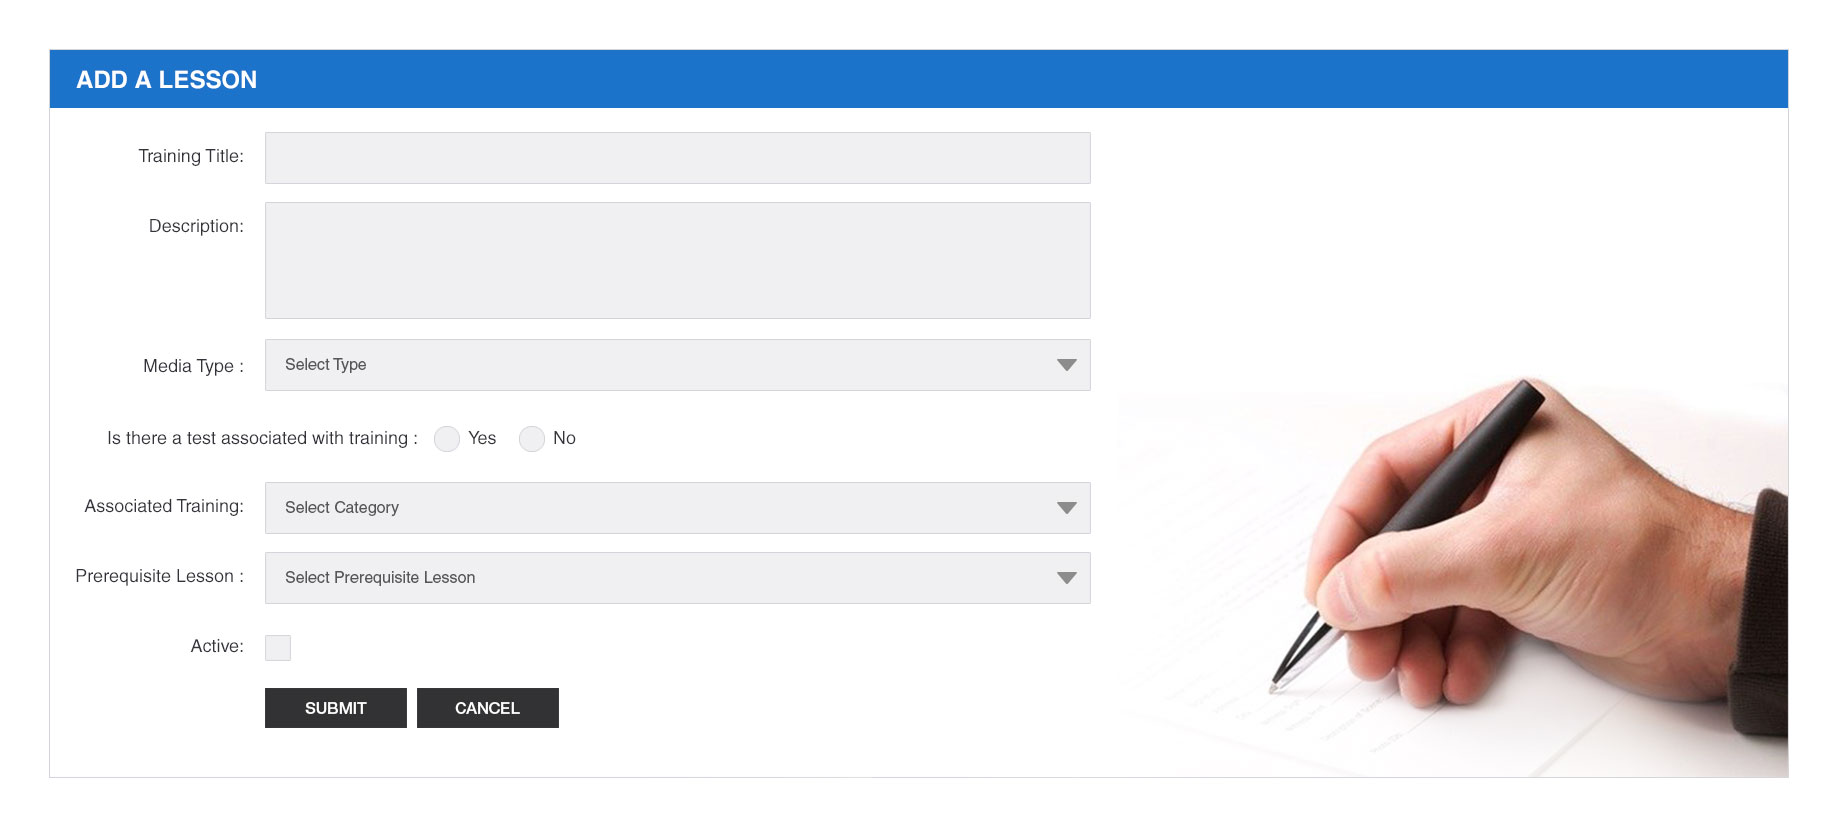 ADD A LESSON
Training Title:
Description:
Media Type : Select Type
Is there a test associated with training : Yes No
Associated Training: Select Category
Prerequisite Lesson : Select Prerequisite Lesson
Active:
SUBMIT CANCEL